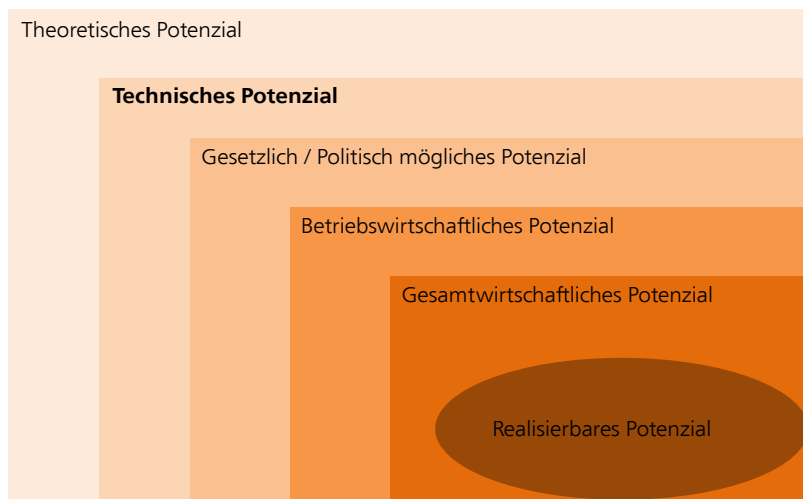 Theoretisches Potenzial
Technisches Potenzial
Gesetzlich / Politisch mögliches Potenzial
Betriebswirtschaftliches Potenzial
Gesamtwirtschaftliches Potenzial
Realisierbares Potenzial